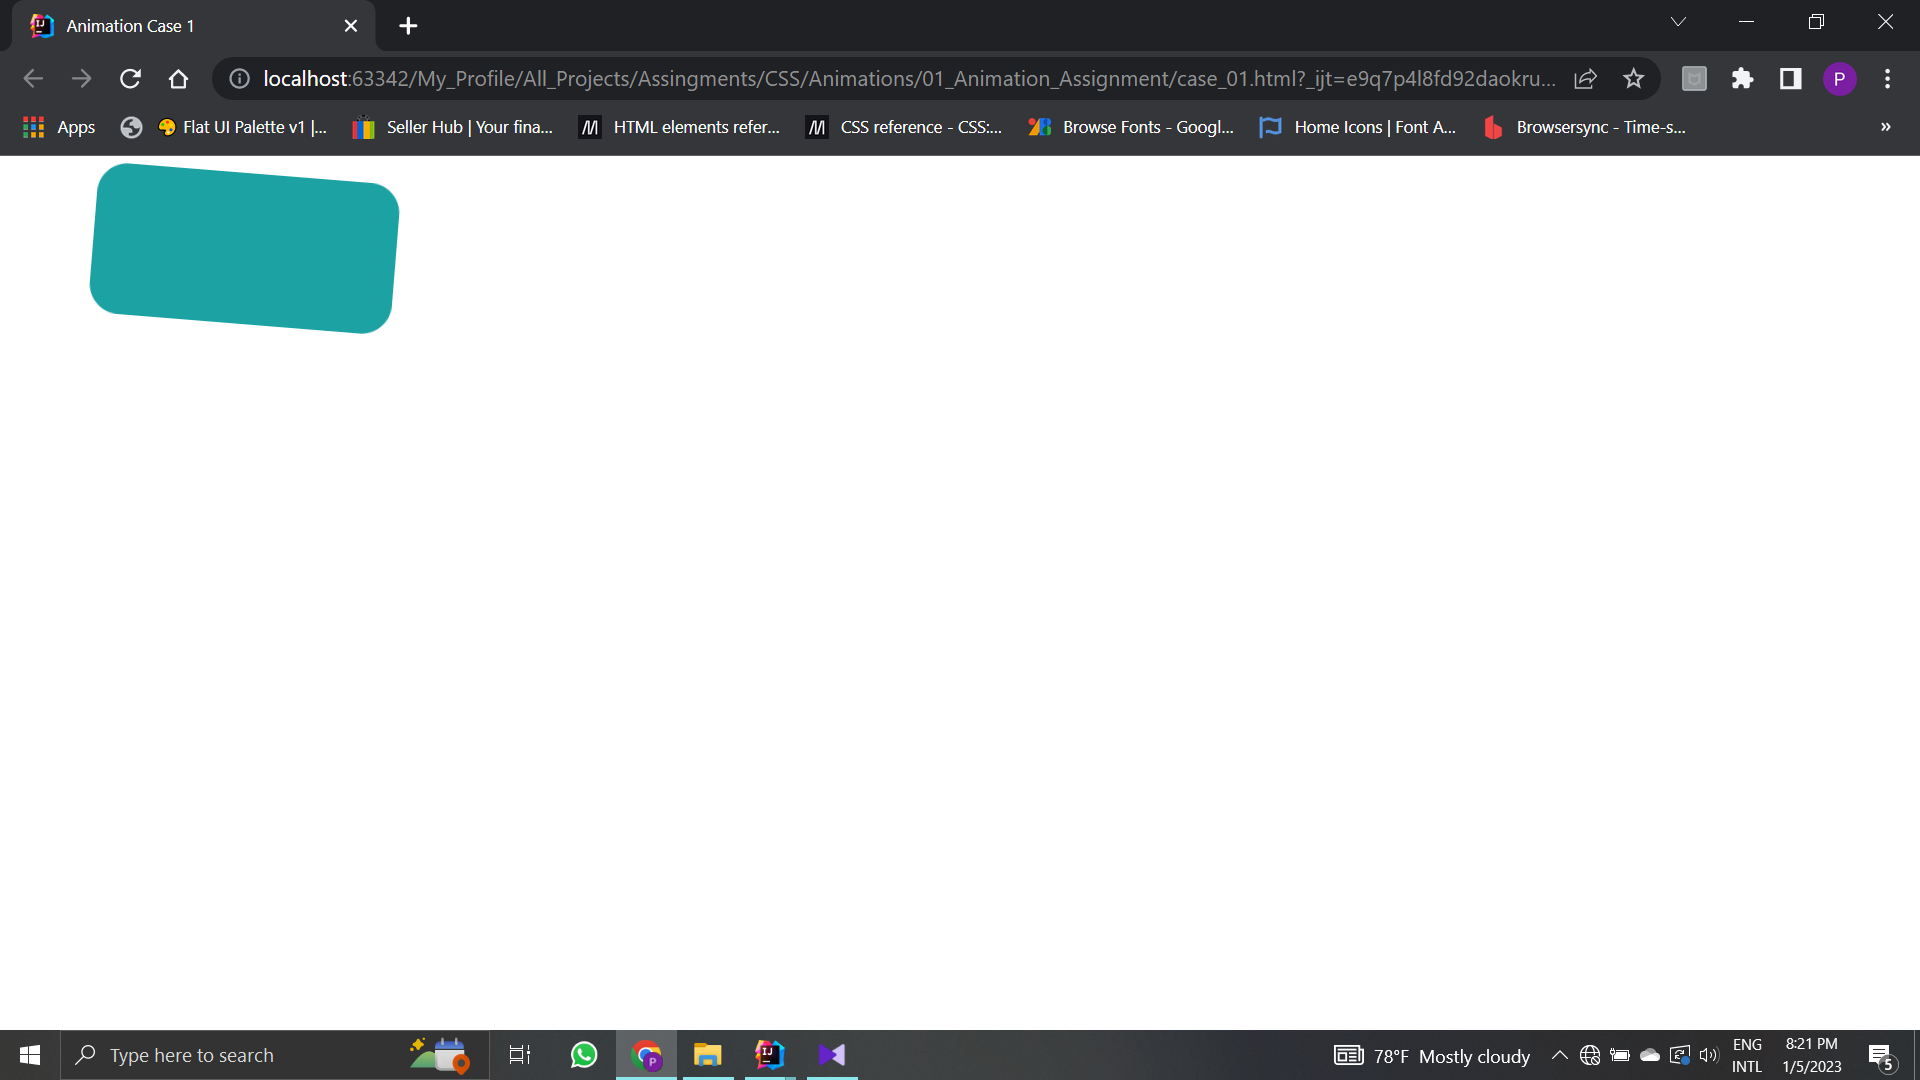 Animation Case 1
localhost:63342/My_Profile/All_Projects/Assingments/CSS/Animations/01_Animation_Assignment/case_01.html?_ijt=e9q7p4l8fd92daokru...
P
Apps Flat UI Palette v1 |... Seller Hub | Your fina... HTML elements refer... CSS reference - CSS:... Browse Fonts - Googl... Home Icons | Font A... Browsersync - Time-s... »
Type here to search
P
IJ
78°F Mostly cloudy
ENG
INTL
8:21 PM
1/5/2023
5